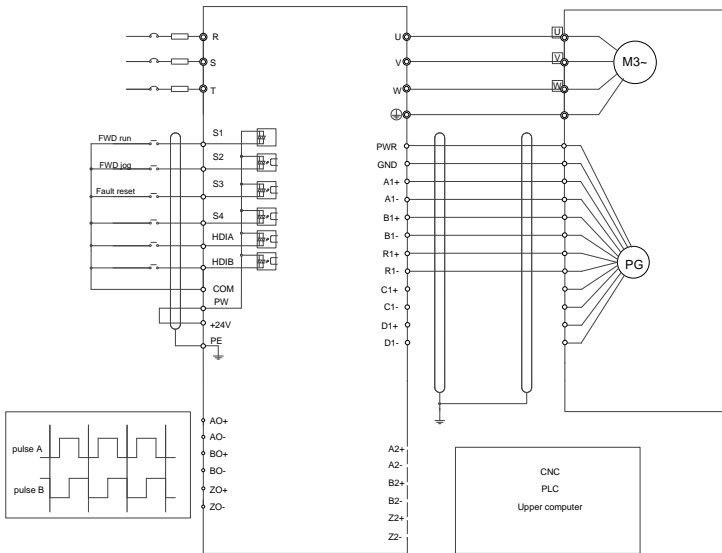 R
S
T
FWD run
FWD jog
Fault reset
S1
S2
S3
S4
HDIA
HDIB
COM
PW
+24V
PE
pulse A
pulse B
AO+
AO-
BO+
BO-
ZO+
ZO-
U
V
W
PWR
GND
A1+
A1-
B1+
B1-
R1+
R1-
C1+
C1-
D1+
D1-
A2+
A2-
B2+
B2-
Z2+
Z2-
U
V
W
M3~
PG
CNC
PLC
Upper computer